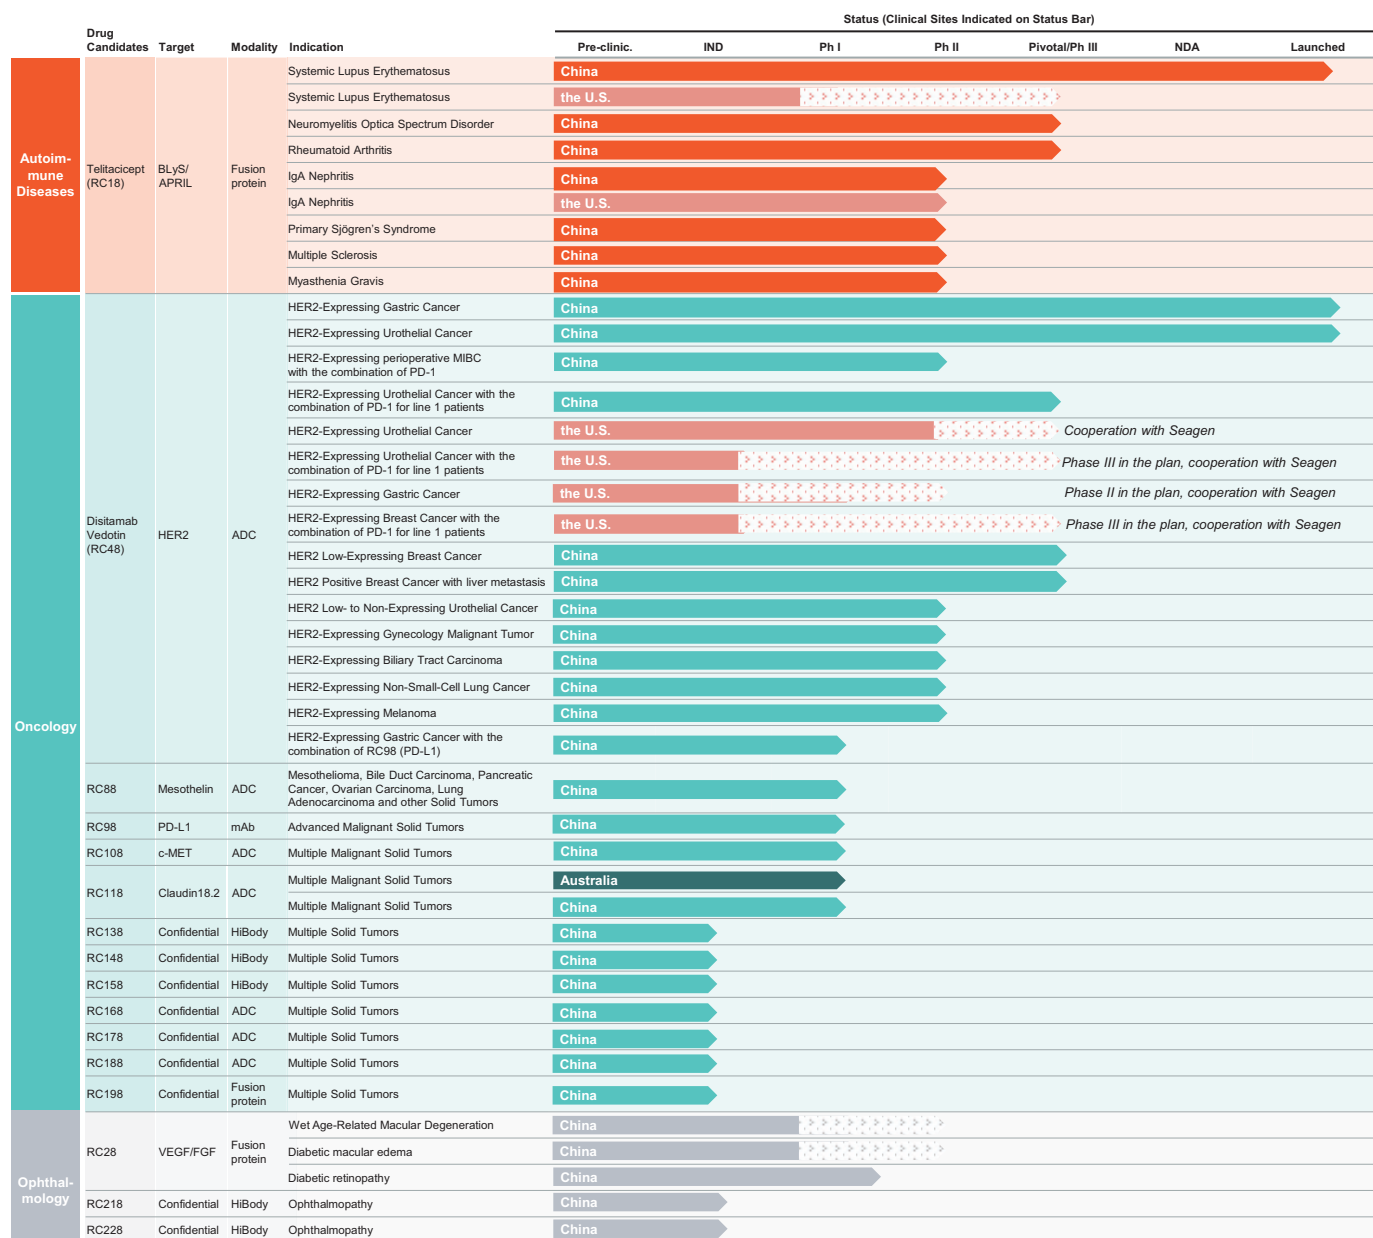 Status (Clinical Sites Indicated on Status Bar)
Drug
Candidates Target Modality Indication Pre-clinic. IND Ph I Ph II Pivotal/Ph III NDA Launched
Autoim-
mune
Diseases
Telitacicept
(RC18)
BLyS/
APRIL
Fusion
protein
Systemic Lupus Erythematosus China
Systemic Lupus Erythematosus the U.S.
Neuromyelitis Optica Spectrum Disorder China
Rheumatoid Arthritis China
IgA Nephritis China
IgA Nephritis the U.S.
Primary Sjögren's Syndrome China
Multiple Sclerosis China
Myasthenia Gravis China
Oncology
Disitamab
Vedotin
(RC48)
HER2
ADC
HER2-Expressing Gastric Cancer China
HER2-Expressing Urothelial Cancer China
HER2-Expressing perioperative MIBC
with the combination of PD-1
China
HER2-Expressing Urothelial Cancer with the
combination of PD-1 for line 1 patients
China
HER2-Expressing Urothelial Cancer the U.S. Cooperation with Seagen
HER2-Expressing Urothelial Cancer with the
combination of PD-1 for line 1 patients
the U.S. Phase III in the plan, cooperation with Seagen
HER2-Expressing Gastric Cancer the U.S. Phase II in the plan, cooperation with Seagen
HER2-Expressing Breast Cancer with the
combination of PD-1 for line 1 patients
the U.S. Phase III in the plan, cooperation with Seagen
HER2 Low-Expressing Breast Cancer China
HER2 Positive Breast Cancer with liver metastasis China
HER2 Low- to Non-Expressing Urothelial Cancer China
HER2-Expressing Gynecology Malignant Tumor China
HER2-Expressing Biliary Tract Carcinoma China
HER2-Expressing Non-Small-Cell Lung Cancer China
HER2-Expressing Melanoma China
HER2-Expressing Gastric Cancer with the
combination of RC98 (PD-L1)
China
RC88 Mesothelin ADC
Mesothelioma, Bile Duct Carcinoma, Pancreatic
Cancer, Ovarian Carcinoma, Lung
Adenocarcinoma and other Solid Tumors
China
RC98 PD-L1 mAb Advanced Malignant Solid Tumors China
RC108 c-MET ADC Multiple Malignant Solid Tumors China
RC118 Claudin18.2 ADC
Multiple Malignant Solid Tumors Australia
Multiple Malignant Solid Tumors China
RC138 Confidential HiBody Multiple Solid Tumors China
RC148 Confidential HiBody Multiple Solid Tumors China
RC158 Confidential HiBody Multiple Solid Tumors China
RC168 Confidential ADC Multiple Solid Tumors China
RC178 Confidential ADC Multiple Solid Tumors China
RC188 Confidential ADC Multiple Solid Tumors China
RC198 Confidential
Fusion
protein
Multiple Solid Tumors China
Ophthal-
mology
RC28 VEGF/FGF
Fusion
protein
Wet Age-Related Macular Degeneration China
Diabetic macular edema China
Diabetic retinopathy China
RC218 Confidential HiBody Ophthalmopathy China
RC228 Confidential HiBody Ophthalmopathy China